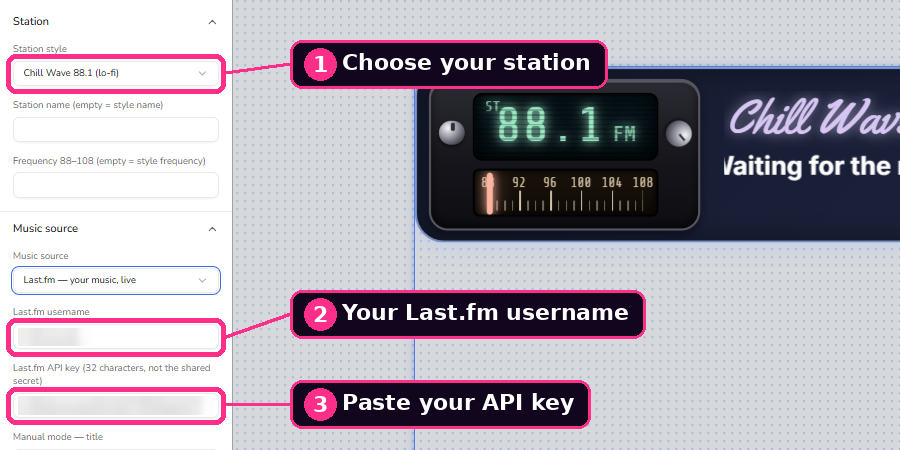 Station
Station style
Chill Wave 88.1 (lo-fi)
Station name (empty = style name)
Frequency 88–108 (empty = style frequency)
Music source
Music source
Last.fm — your music, live
Last.fm username
Last.fm API key (32 characters, not the shared
secret)
Manual mode — title
1 Choose your station
ST
88.1 FM
88 92 96 100 104 108
Chill Wav
Waiting for the
2 Your Last.fm username
3 Paste your API key